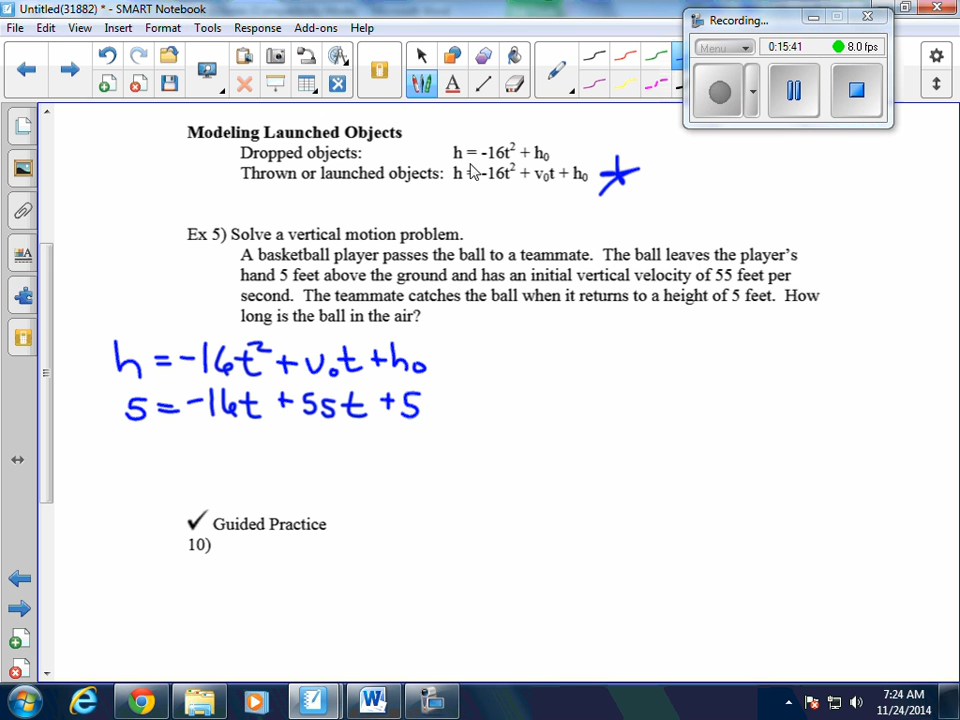 Untitled(31882) * - SMART Notebook
File Edit View Insert Format Tools Response Add-ons Help
Recording...
Menu
0:15:41
8.0 fps
Modeling Launched Objects
Dropped objects: h = -16t² + h₀
Thrown or launched objects: h = -16t² + v₀t + h₀
Ex 5) Solve a vertical motion problem.
A basketball player passes the ball to a teammate. The ball leaves the player's
hand 5 feet above the ground and has an initial vertical velocity of 55 feet per
second. The teammate catches the ball when it returns to a height of 5 feet. How
long is the ball in the air?
h = -16t² + v₀t + h₀
5 = -16t + 55t + 5
Guided Practice
10)
7:24 AM
11/24/2014